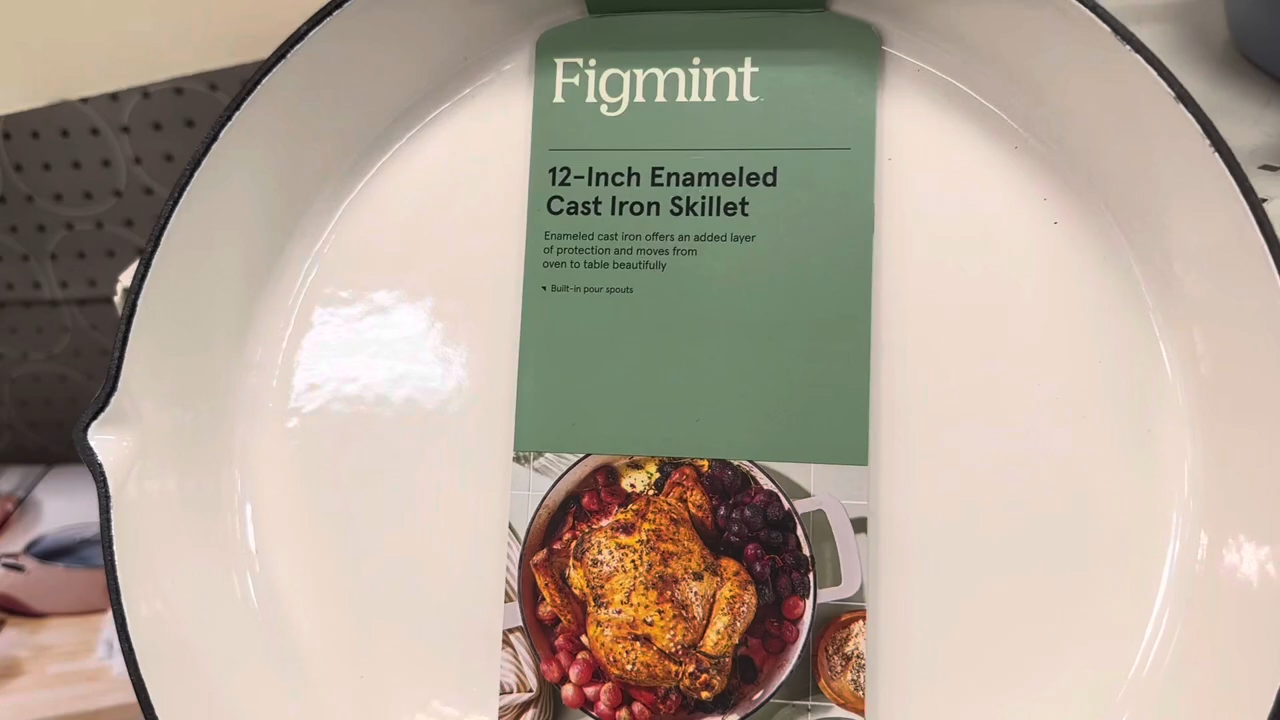 Figmint
12-Inch Enameled
Cast Iron Skillet
Enameled cast iron offers an added layer
of protection and moves from
oven to table beautifully
Built-in pour spouts